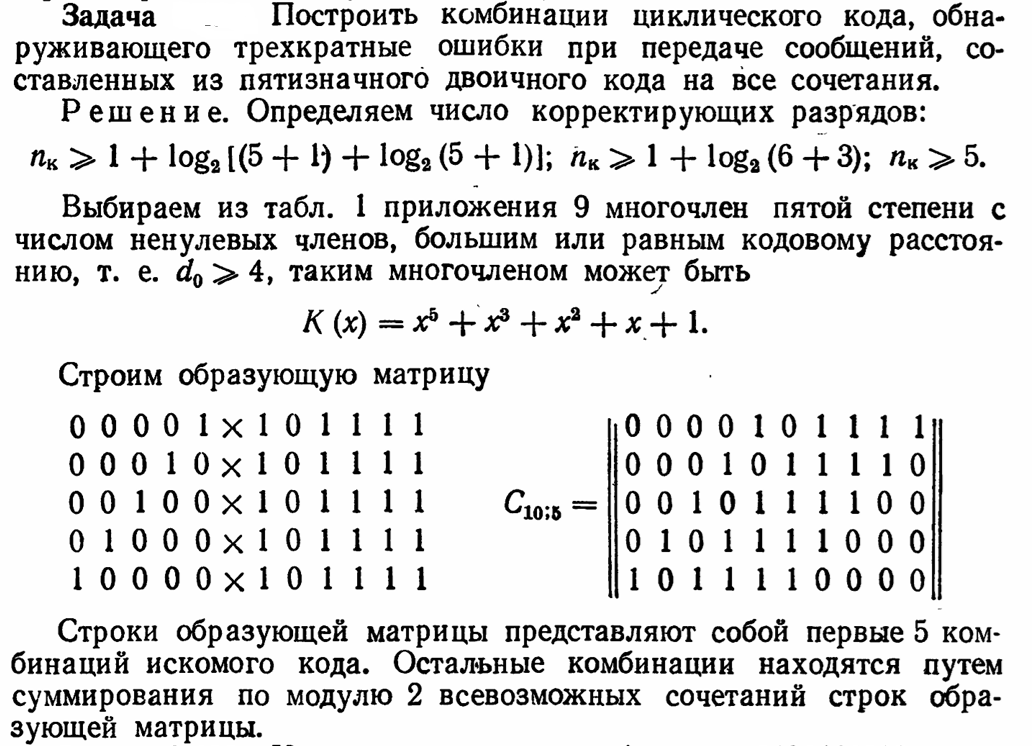 Задача Построить комбинации циклического кода, обна-
руживающего трехкратные ошибки при передаче сообщений, со-
ставленных из пятизначного двоичного кода на все сочетания.
Решение. Определяем число корректирующих разрядов:
nк ⩾ 1 + log₂ [(5 + 1) + log₂ (5 + 1)]; nк ⩾ 1 + log₂ (6 + 3); nк ⩾ 5.
Выбираем из табл. 1 приложения 9 многочлен пятой степени с
числом ненулевых членов, большим или равным кодовому расстоя-
нию, т. е. d₀ ⩾ 4, таким многочленом может быть
K (x) = x⁵ + x³ + x² + x + 1.
Строим образующую матрицу
0 0 0 0 1 × 1 0 1 1 1 1
0 0 0 1 0 × 1 0 1 1 1 1
0 0 1 0 0 × 1 0 1 1 1 1
0 1 0 0 0 × 1 0 1 1 1 1
1 0 0 0 0 × 1 0 1 1 1 1
C₁₀;₅ =
0 0 0 0 1 0 1 1 1 1
0 0 0 1 0 1 1 1 1 0
0 0 1 0 1 1 1 1 0 0
0 1 0 1 1 1 1 0 0 0
1 0 1 1 1 1 0 0 0 0
Строки образующей матрицы представляют собой первые 5 ком-
бинаций искомого кода. Остальные комбинации находятся путем
суммирования по модулю 2 всевозможных сочетаний строк обра-
зующей матрицы.